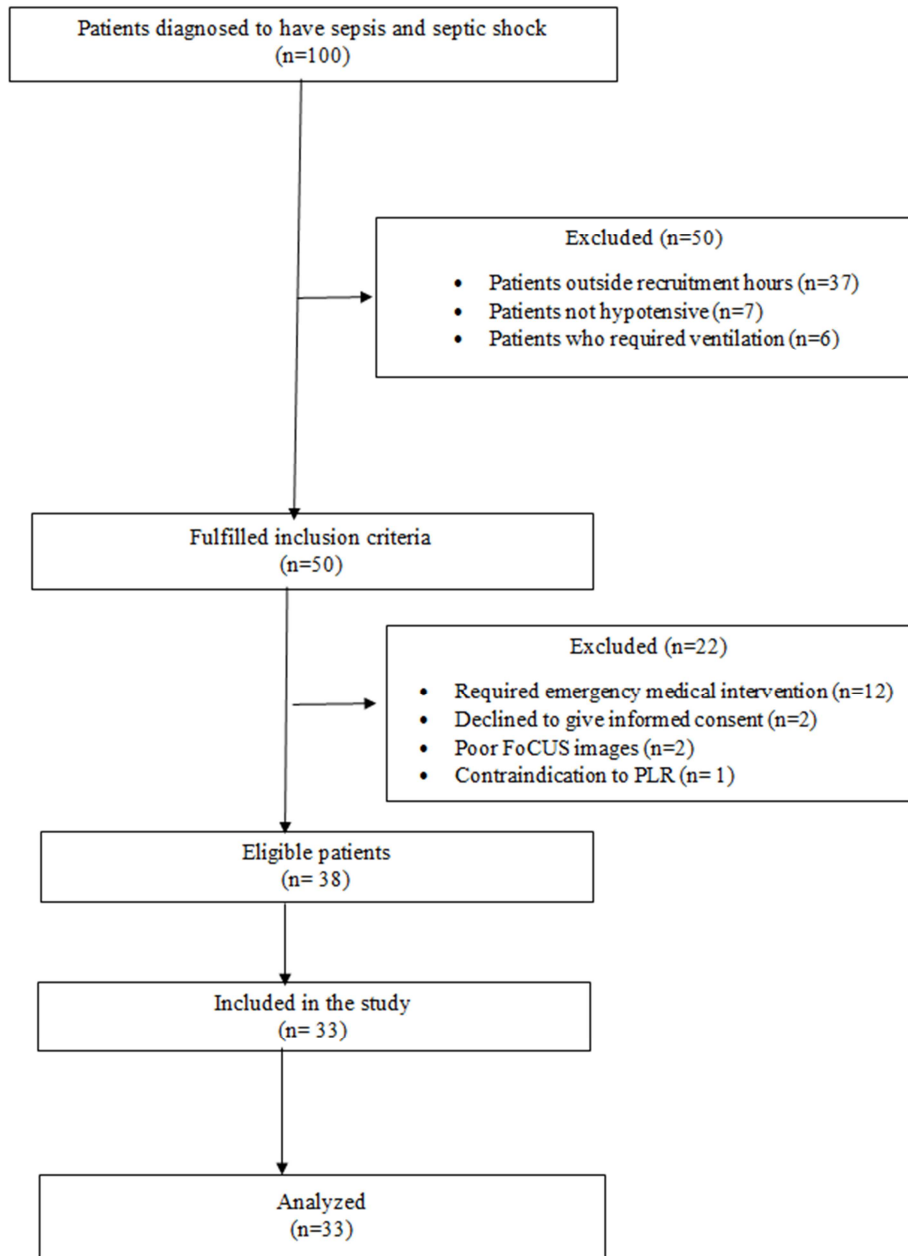 Patients diagnosed to have sepsis and septic shock
(n=100)
Excluded (n=50)
• Patients outside recruitment hours (n=37)
• Patients not hypotensive (n=7)
• Patients who required ventilation (n=6)
Fulfilled inclusion criteria
(n=50)
Excluded (n=22)
• Required emergency medical intervention (n=12)
• Declined to give informed consent (n=2)
• Poor FoCUS images (n=2)
• Contraindication to PLR (n= 1)
Eligible patients
(n= 38)
Included in the study
(n= 33)
Analyzed
(n=33)